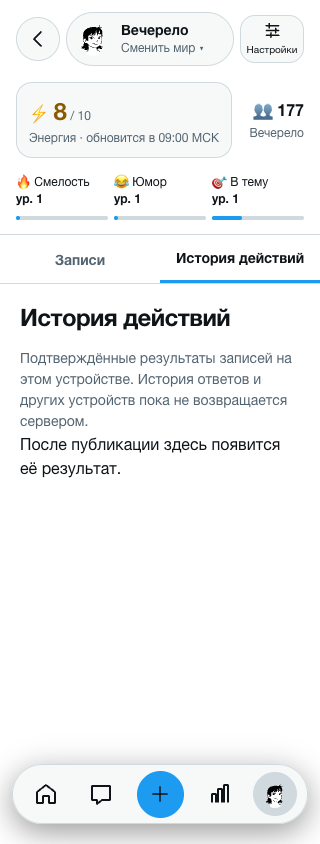 Вечерело
Сменить мир ▾
Настройки
⚡ 8 / 10
Энергия · обновится в 09:00 МСК
👥 177
Вечерело
🔥 Смелость
ур. 1
😂 Юмор
ур. 1
🎯 В тему
ур. 1
Записи
История действий
История действий
Подтверждённые результаты записей на
этом устройстве. История ответов и
других устройств пока не возвращается
сервером.
После публикации здесь появится
её результат.